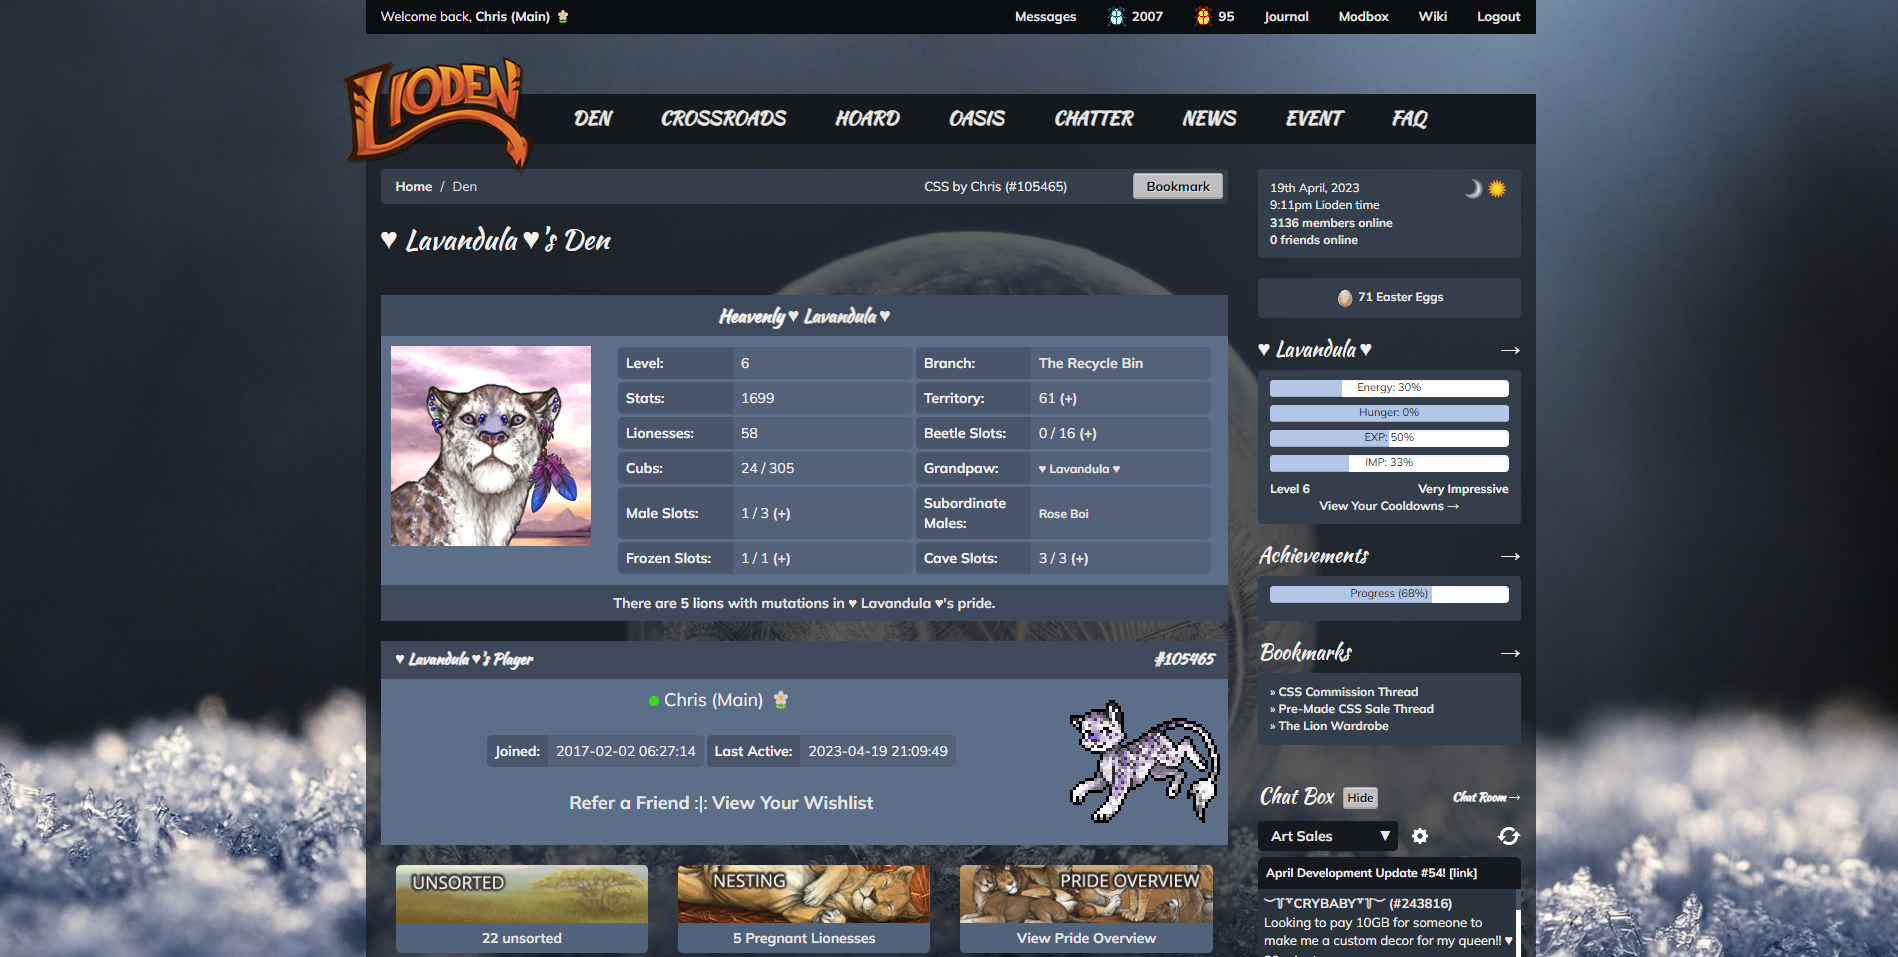 Welcome back, Chris (Main)
Messages 2007 95 Journal Modbox Wiki Logout
LIODEN
DEN CROSSROADS HOARD OASIS CHATTER NEWS EVENT FAQ
Home / Den CSS by Chris (#105465) Bookmark
♥ Lavandula ♥'s Den
Heavenly ♥ Lavandula ♥
Level: 6 Branch: The Recycle Bin
Stats: 1699 Territory: 61 (+)
Lionesses: 58 Beetle Slots: 0 / 16 (+)
Cubs: 24 / 305 Grandpaw: ♥ Lavandula ♥
Male Slots: 1 / 3 (+) Subordinate Males: Rose Boi
Frozen Slots: 1 / 1 (+) Cave Slots: 3 / 3 (+)
There are 5 lions with mutations in ♥ Lavandula ♥'s pride.
♥ Lavandula ♥'s Player #105465
Chris (Main)
Joined: 2017-02-02 06:27:14 Last Active: 2023-04-19 21:09:49
Refer a Friend :|: View Your Wishlist
UNSORTED NESTING PRIDE OVERVIEW
22 unsorted 5 Pregnant Lionesses View Pride Overview
19th April, 2023
9:11pm Lioden time
3136 members online
0 friends online
71 Easter Eggs
♥ Lavandula ♥ →
Energy: 30%
Hunger: 0%
EXP: 50%
IMP: 33%
Level 6 Very Impressive
View Your Cooldowns →
Achievements →
Progress (68%)
Bookmarks →
» CSS Commission Thread
» Pre-Made CSS Sale Thread
» The Lion Wardrobe
Chat Box Hide Chat Room →
Art Sales ▼
April Development Update #54! [link]
CRYBABY (#243816)
Looking to pay 10GB for someone to
make me a custom decor for my queen!! ♥